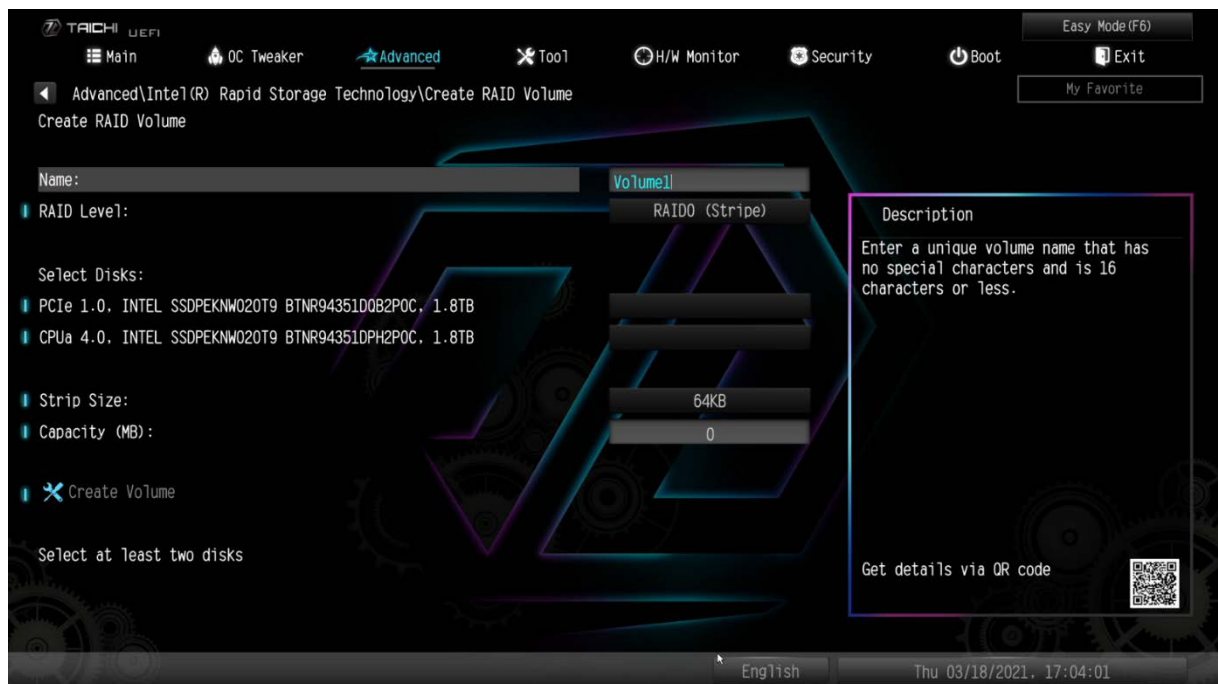 TAICHI UEFI
Easy Mode(F6)
Main OC Tweaker Advanced Tool H/W Monitor Security Boot Exit
Advanced\Intel(R) Rapid Storage Technology\Create RAID Volume
My Favorite
Create RAID Volume
Name: Volume1
RAID Level: RAID0 (Stripe)
Select Disks:
PCIe 1.0, INTEL SSDPEKNW020T9 BTNR94351DQB2P0C, 1.8TB
CPUa 4.0, INTEL SSDPEKNW020T9 BTNR94351DPH2P0C, 1.8TB
Strip Size: 64KB
Capacity (MB): 0
Create Volume
Select at least two disks
Description
Enter a unique volume name that has
no special characters and is 16
characters or less.
Get details via QR code
English
Thu 03/18/2021, 17:04:01